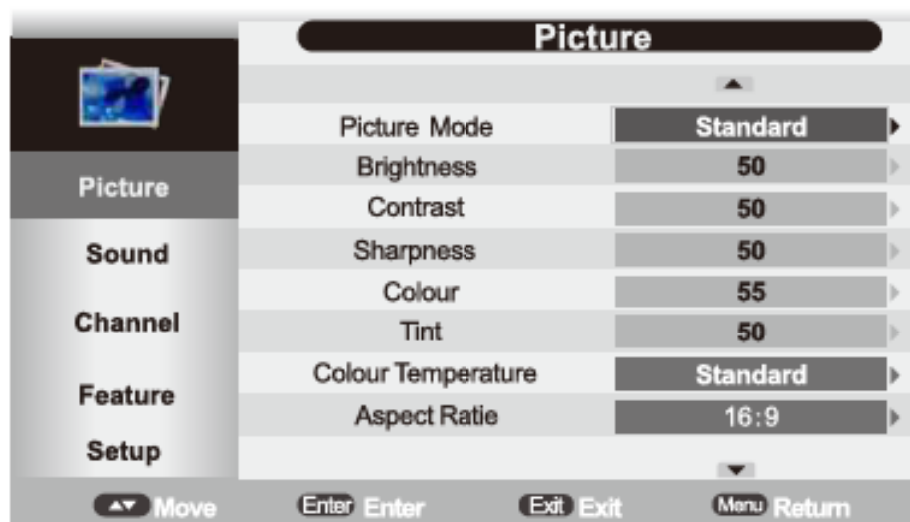 Picture
Picture Mode Standard
Brightness 50
Contrast 50
Sharpness 50
Colour 55
Tint 50
Colour Temperature Standard
Aspect Ratie 16:9
Picture
Sound
Channel
Feature
Setup
Move Enter Enter Exit Exit Menu Return